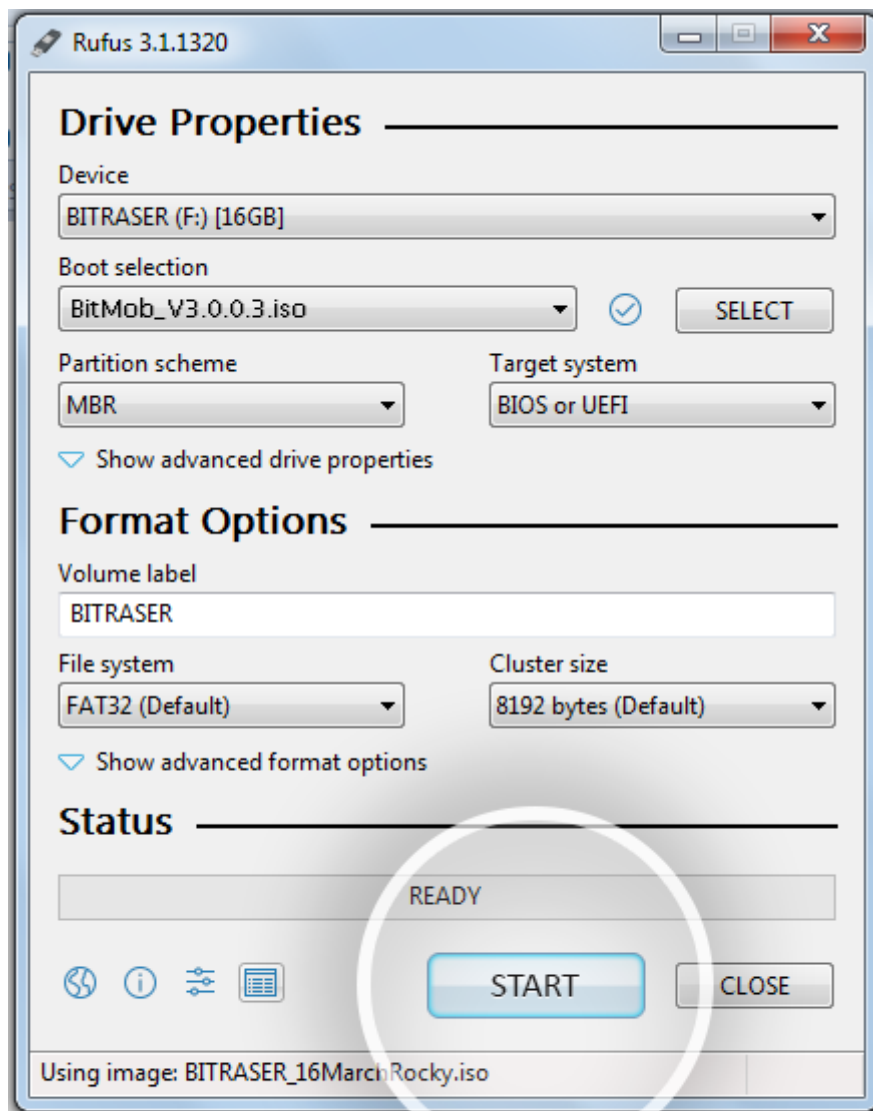 Rufus 3.1.1320
Drive Properties
Device
BITRASER (F:) [16GB]
Boot selection
BitMob_V3.0.0.3.iso SELECT
Partition scheme Target system
MBR BIOS or UEFI
Show advanced drive properties
Format Options
Volume label
BITRASER
File system Cluster size
FAT32 (Default) 8192 bytes (Default)
Show advanced format options
Status
READY
START CLOSE
Using image: BITRASER_16MarchRocky.iso